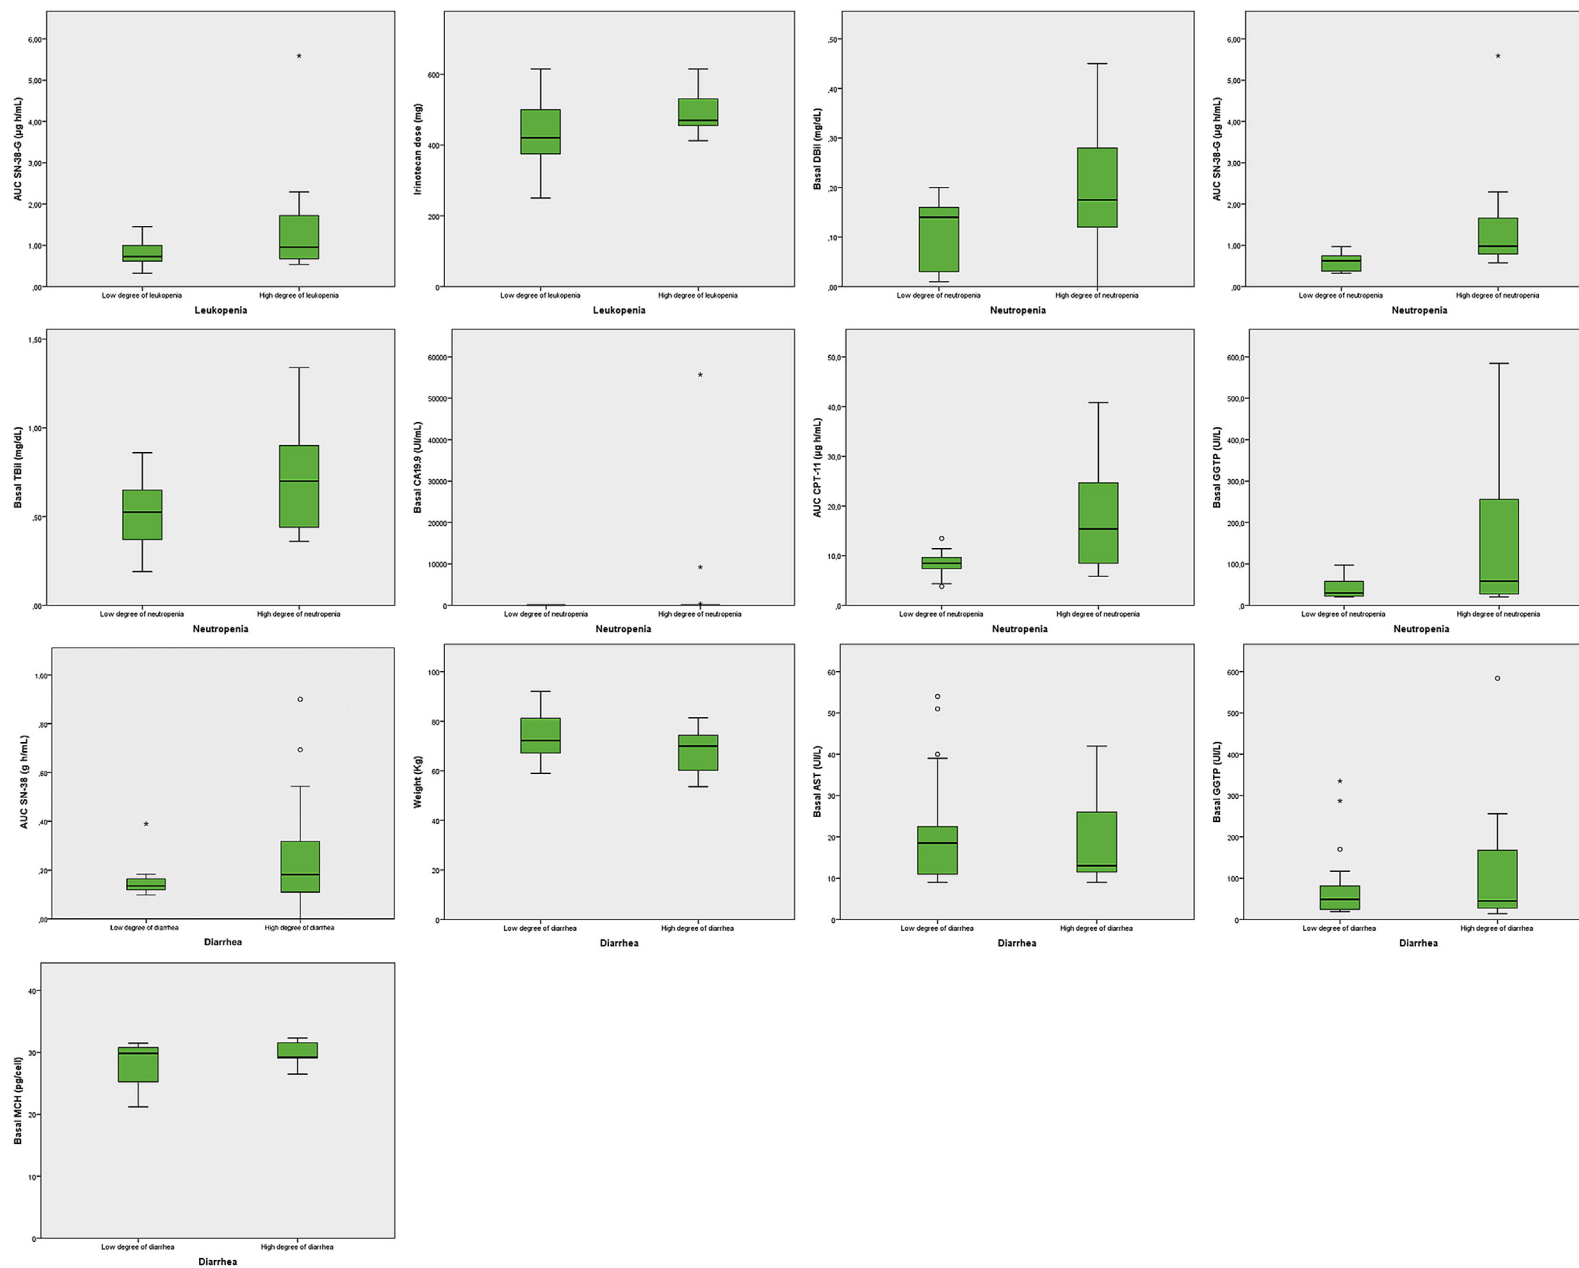 AUC SN-38-G (µg h/mL)
6,00
5,00
4,00
3,00
2,00
1,00
,00
Low degree of leukopenia High degree of leukopenia
Leukopenia
Irinotecan dose (mg)
600
400
200
0
Low degree of leukopenia High degree of leukopenia
Leukopenia
Basal DBil (mg/dL)
,50
,40
,30
,20
,10
,00
Low degree of neutropenia High degree of neutropenia
Neutropenia
AUC SN-38-G (µg h/mL)
6,00
5,00
4,00
3,00
2,00
1,00
,00
Low degree of neutropenia High degree of neutropenia
Neutropenia
Basal TBil (mg/dL)
1,50
1,00
,50
,00
Low degree of neutropenia High degree of neutropenia
Neutropenia
Basal CA19.9 (UI/mL)
60000
50000
40000
30000
20000
10000
0
Low degree of neutropenia High degree of neutropenia
Neutropenia
AUC CPT-11 (µg h/mL)
50,0
40,0
30,0
20,0
10,0
,0
Low degree of neutropenia High degree of neutropenia
Neutropenia
Basal GGTP (UI/L)
600,0
500,0
400,0
300,0
200,0
100,0
,0
Low degree of neutropenia High degree of neutropenia
Neutropenia
AUC SN-38 (g h/mL)
1,00
,80
,60
,40
,20
,00
Low degree of diarrhea High degree of diarrhea
Diarrhea
Weight (Kg)
100
80
60
40
20
0
Low degree of diarrhea High degree of diarrhea
Diarrhea
Basal AST (UI/L)
60
50
40
30
20
10
0
Low degree of diarrhea High degree of diarrhea
Diarrhea
Basal GGTP (UI/L)
600
500
400
300
200
100
0
Low degree of diarrhea High degree of diarrhea
Diarrhea
Basal MCH (pg/cell)
40
30
20
10
0
Low degree of diarrhea High degree of diarrhea
Diarrhea